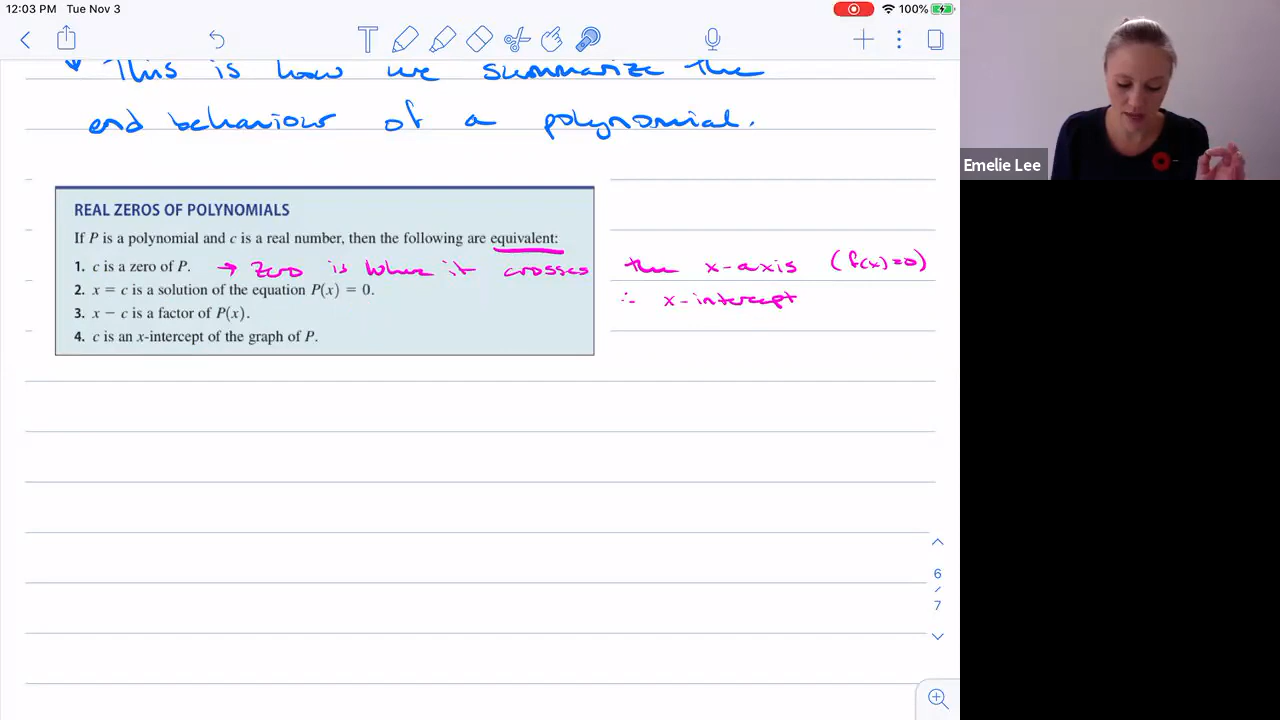 12:03 PM Tue Nov 3
100%
This is how we summarize the
end behaviour of a polynomial.
Emelie Lee
REAL ZEROS OF POLYNOMIALS
If P is a polynomial and c is a real number, then the following are equivalent:
1. c is a zero of P. → zero is where it crosses the x-axis (f(x)=0)
2. x = c is a solution of the equation P(x) = 0. ∴ x-intercept
3. x − c is a factor of P(x).
4. c is an x-intercept of the graph of P.
6
/
7